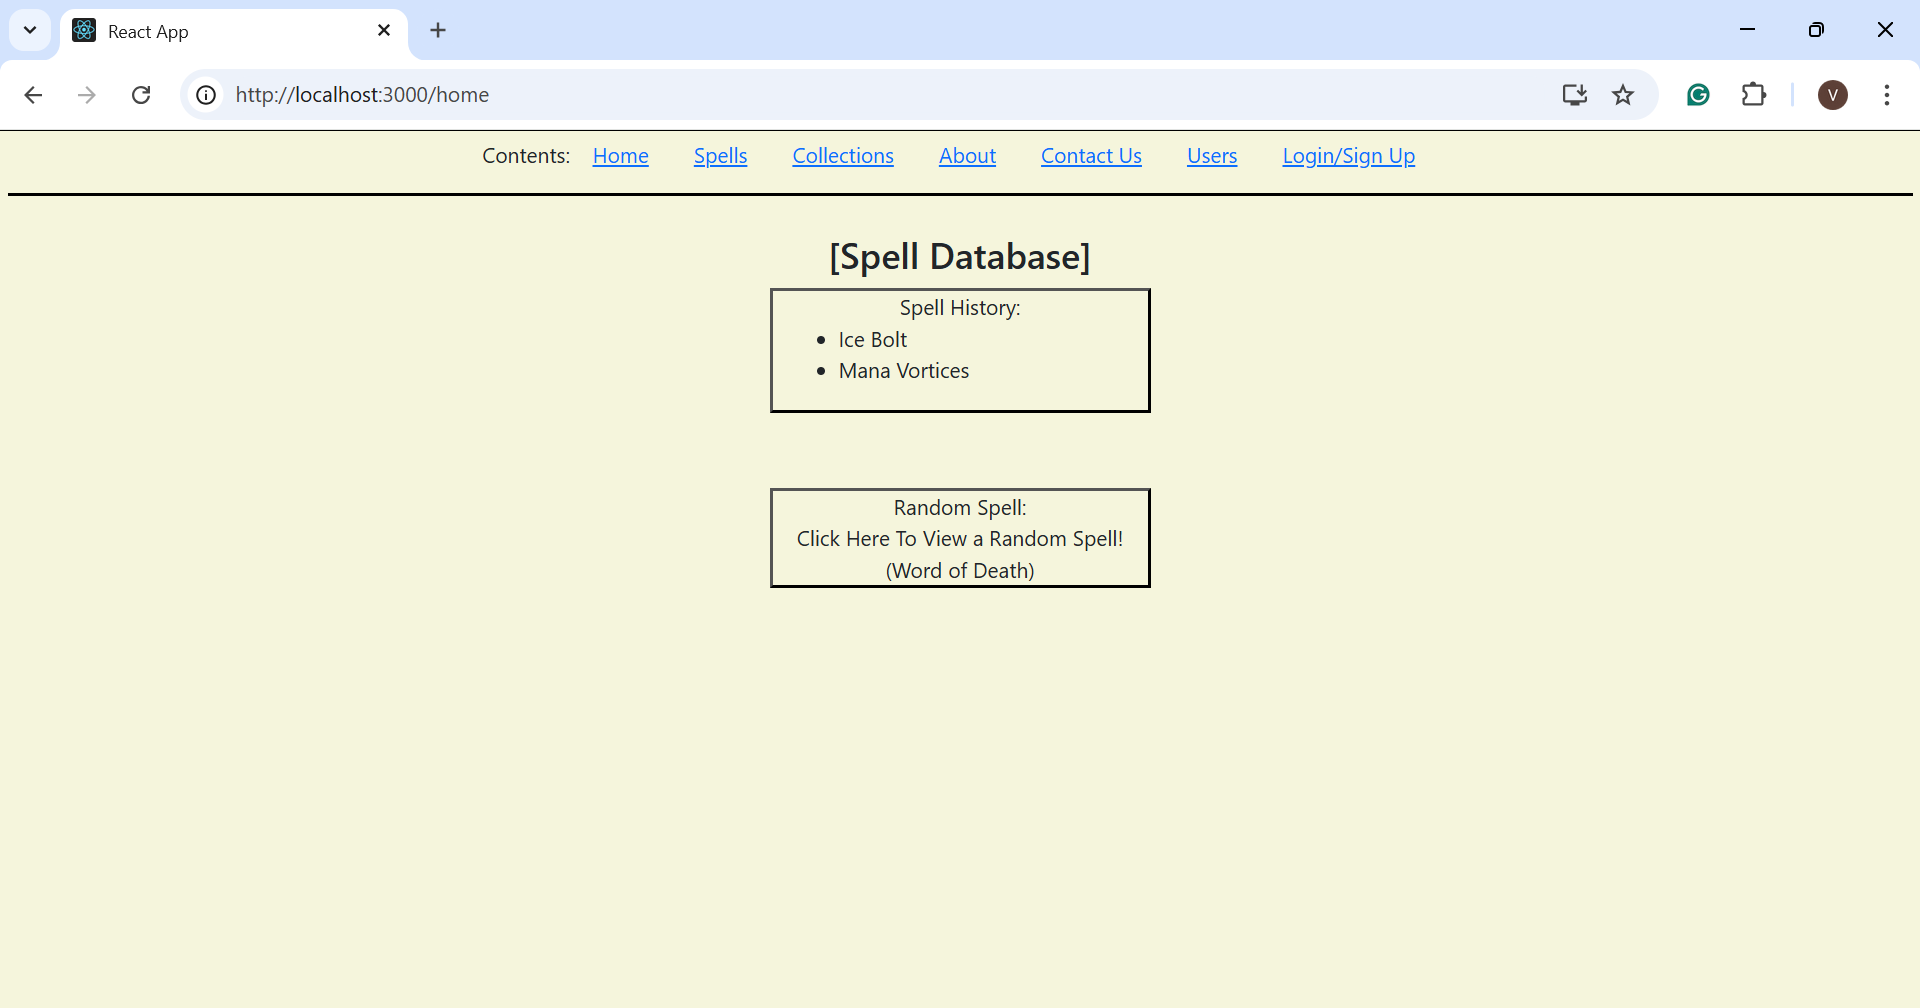 React App
http://localhost:3000/home
V
Contents: Home Spells Collections About Contact Us Users Login/Sign Up
[Spell Database]
Spell History:
Ice Bolt
Mana Vortices
Random Spell:
Click Here To View a Random Spell!
(Word of Death)